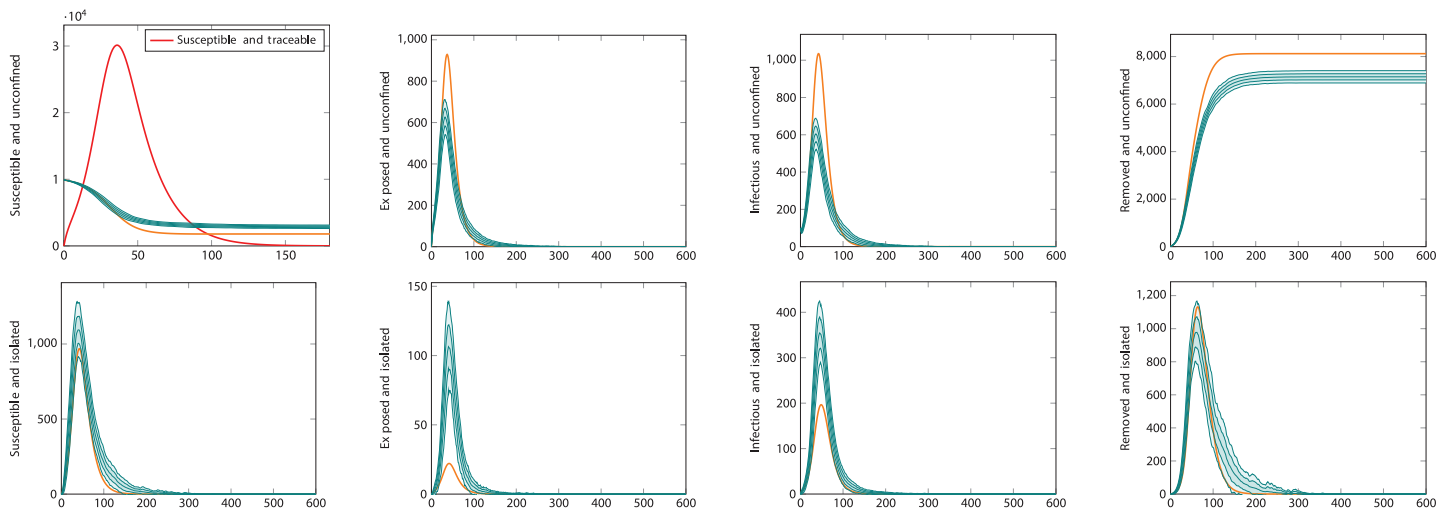 ·10⁴
Susceptible and traceable
Susceptible and unconfined
3
2
1
0
0 50 100 150
Exposed and unconfined
1,000
800
600
400
200
0
0 100 200 300 400 500 600
Infectious and unconfined
1,000
800
600
400
200
0
0 100 200 300 400 500 600
Removed and unconfined
8,000
6,000
4,000
2,000
0
0 100 200 300 400 500 600
Susceptible and isolated
1,000
500
0
0 100 200 300 400 500 600
Exposed and isolated
150
100
50
0
0 100 200 300 400 500 600
Infectious and isolated
400
300
200
100
0
0 100 200 300 400 500 600
Removed and isolated
1,200
1,000
800
600
400
200
0
0 100 200 300 400 500 600